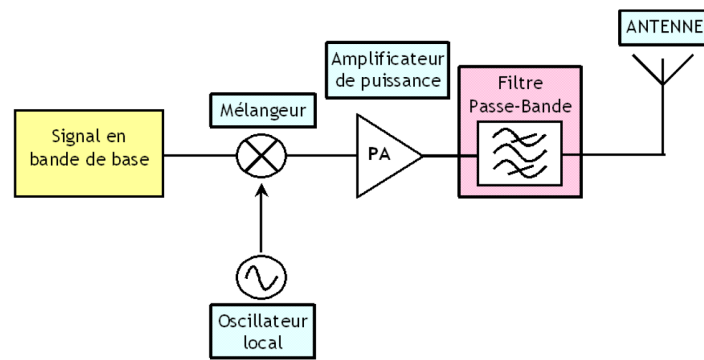 ANTENNE
Amplificateur
de puissance
Filtre
Passe-Bande
Mélangeur
Signal en
bande de base
PA
Oscillateur
local